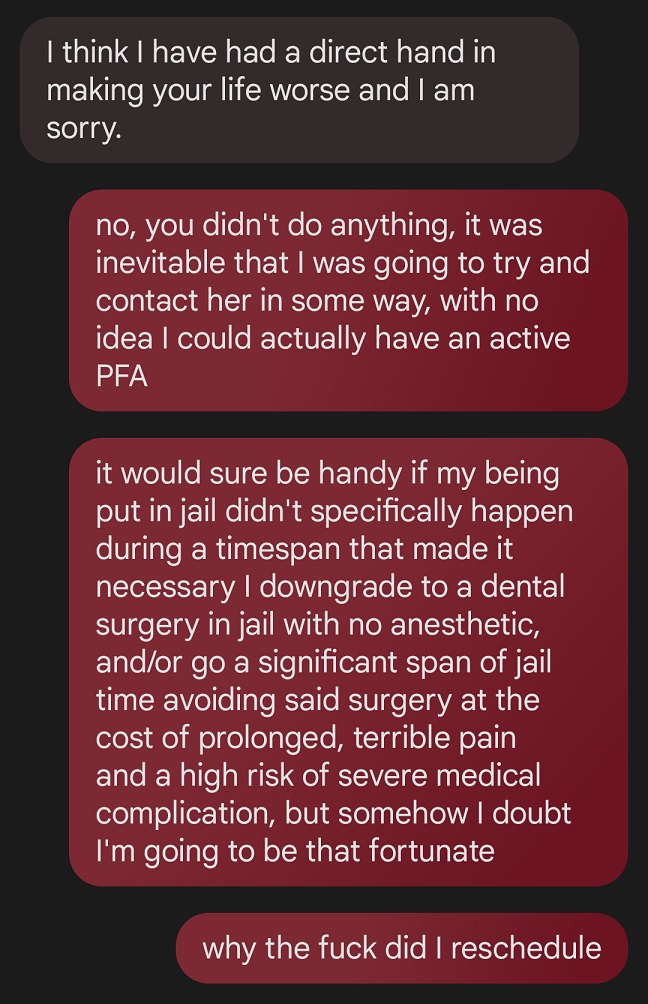 I think I have had a direct hand in
making your life worse and I am
sorry.
no, you didn't do anything, it was
inevitable that I was going to try and
contact her in some way, with no
idea I could actually have an active
PFA
it would sure be handy if my being
put in jail didn't specifically happen
during a timespan that made it
necessary I downgrade to a dental
surgery in jail with no anesthetic,
and/or go a significant span of jail
time avoiding said surgery at the
cost of prolonged, terrible pain
and a high risk of severe medical
complication, but somehow I doubt
I'm going to be that fortunate
why the fuck did I reschedule